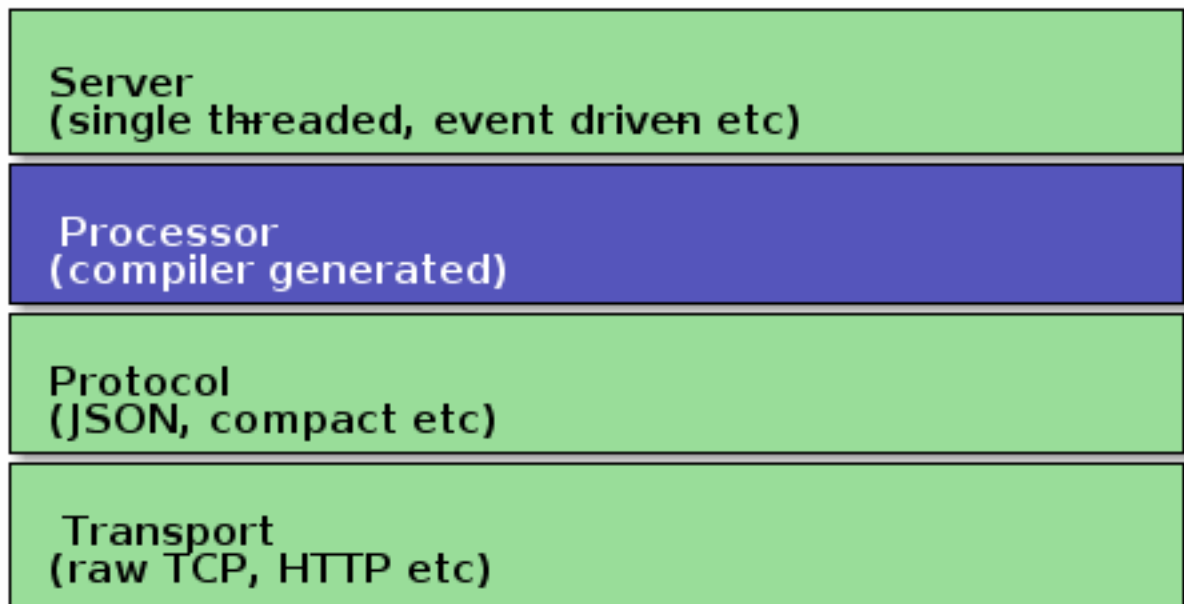 Server
(single threaded, event driven etc)
Processor
(compiler generated)
Protocol
(JSON, compact etc)
Transport
(raw TCP, HTTP etc)